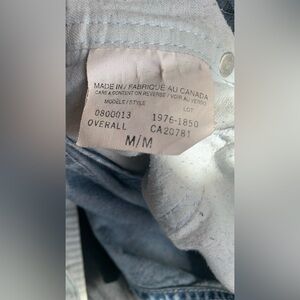 MADE IN / FABRIQUE AU CANADA
CARE & CONTENT ON REVERSE / VOIR AU VERSO
MODELE / STYLE LOT
0800013 1976-1850
OVERALL CA20781
M/M